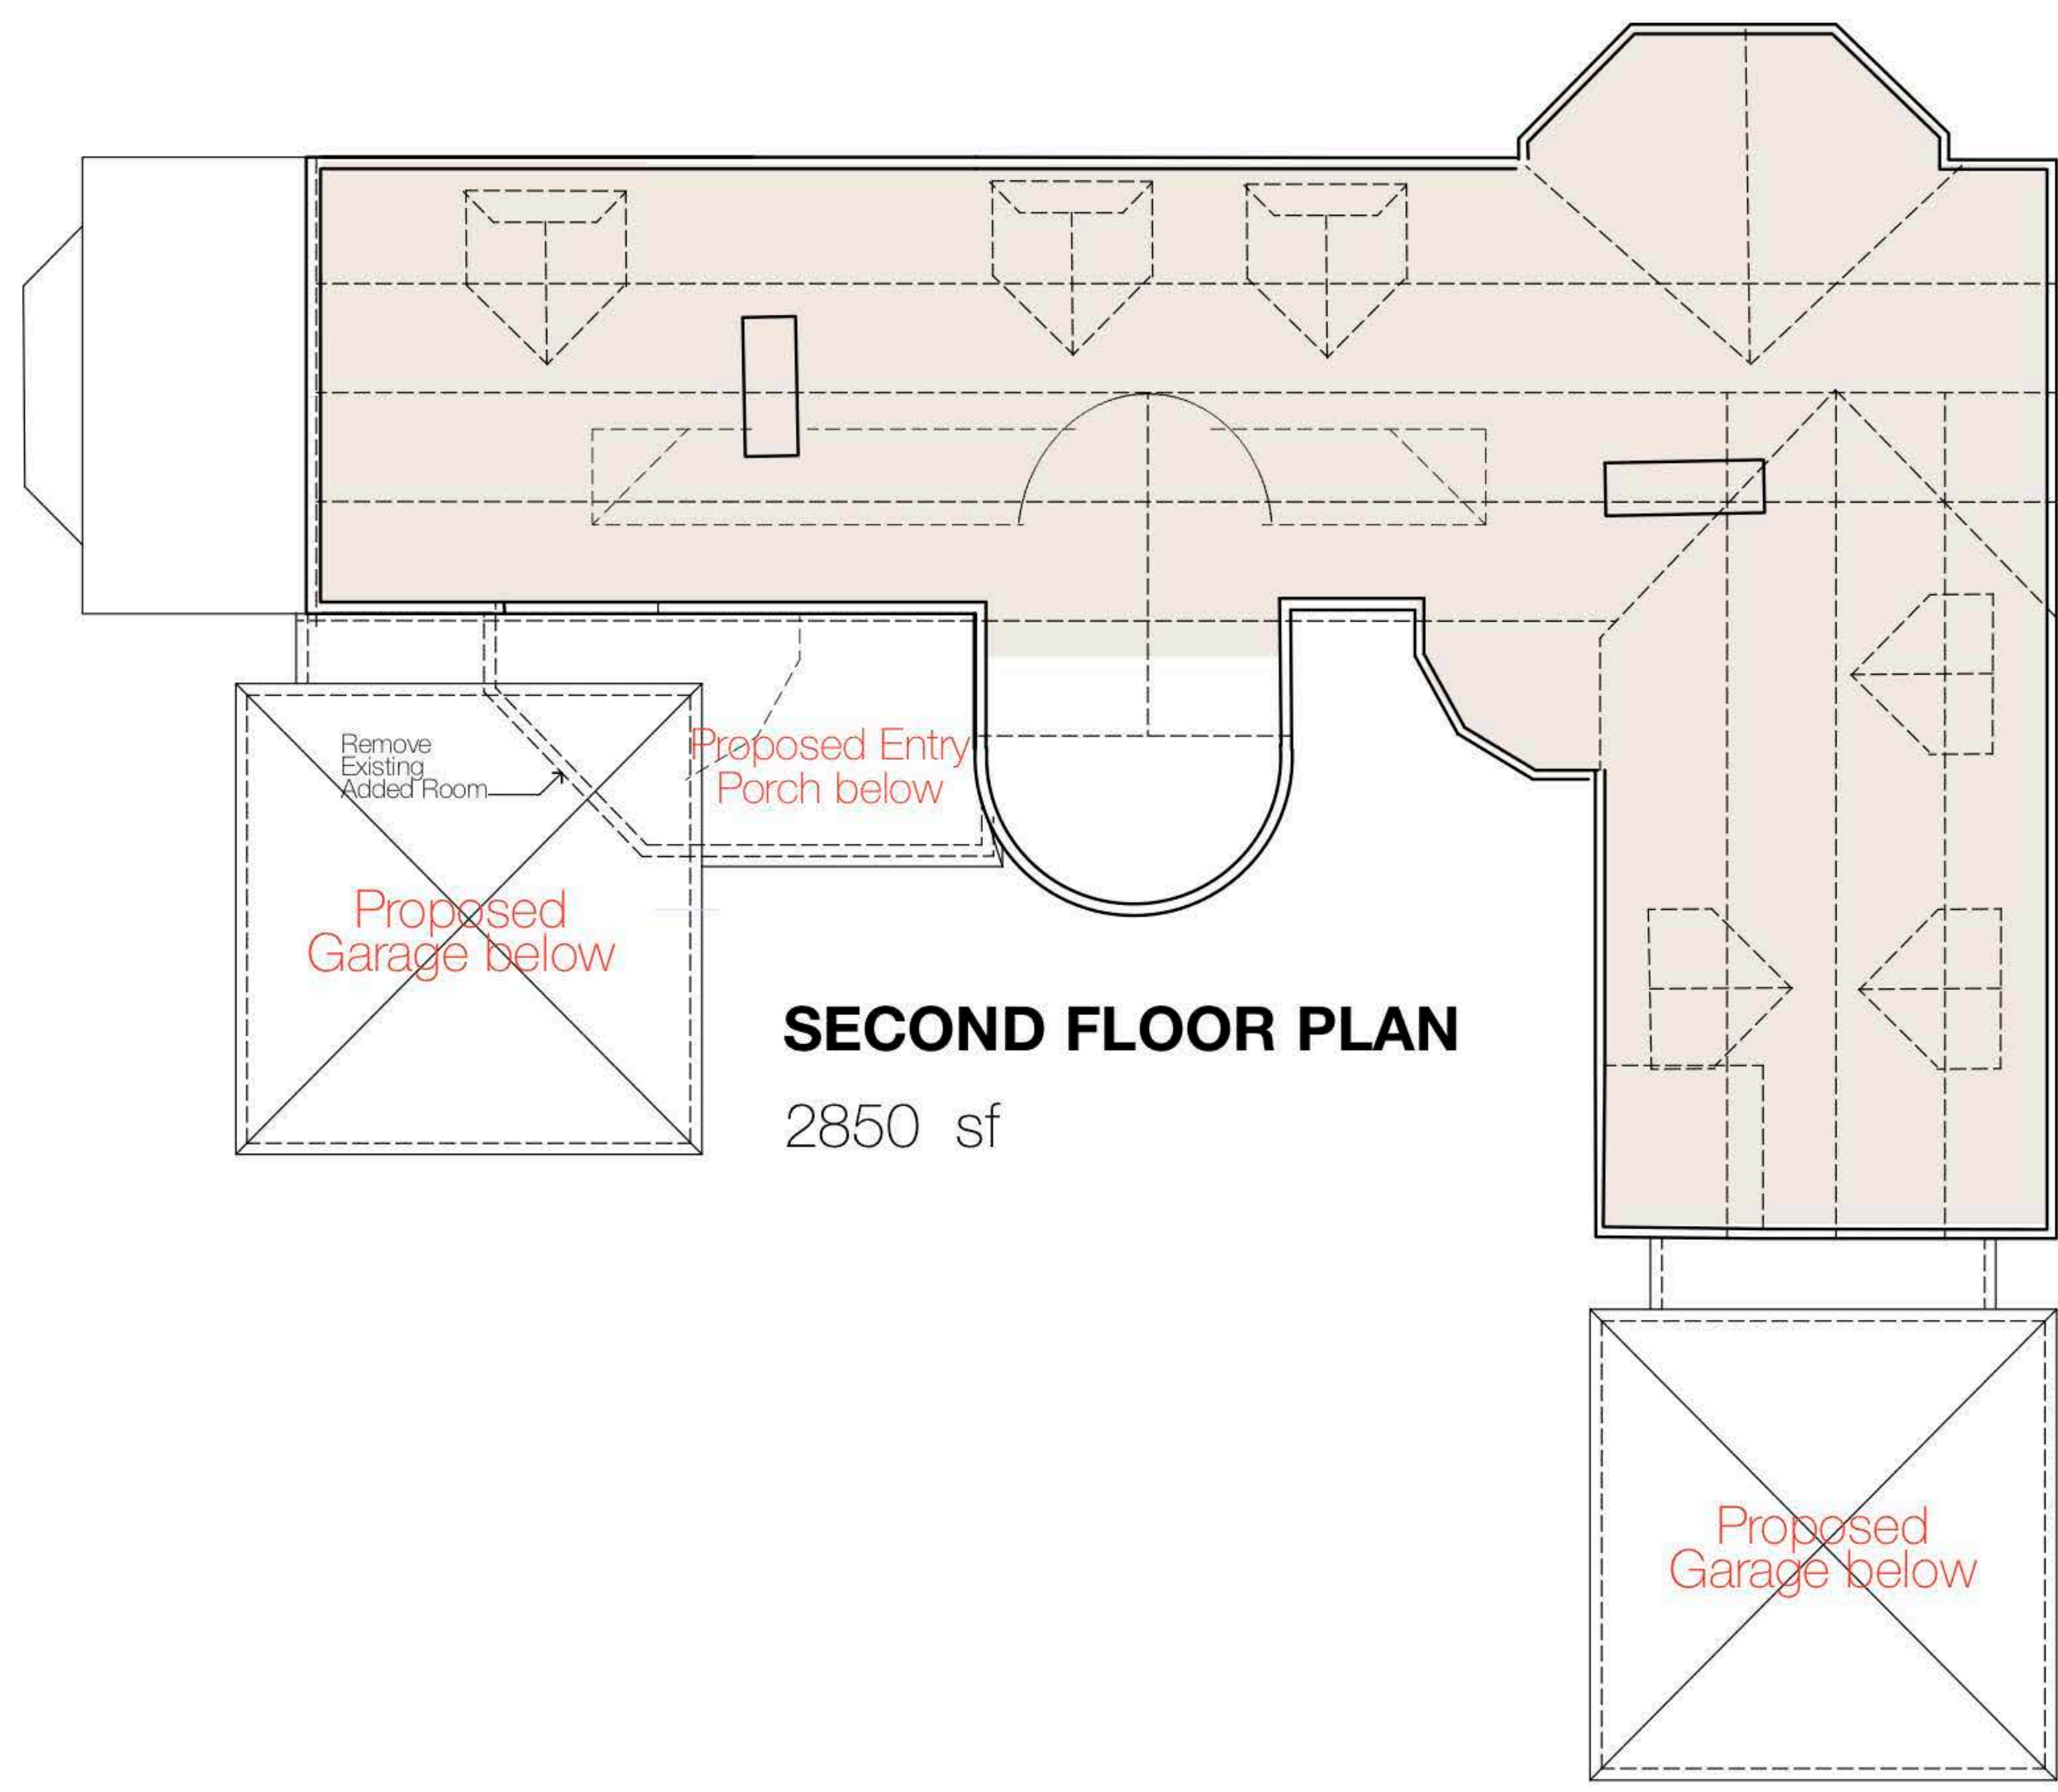 Remove
Existing
Added Room
Proposed Entry
Porch below
Proposed
Garage below
SECOND FLOOR PLAN
2850 sf
Proposed
Garage below